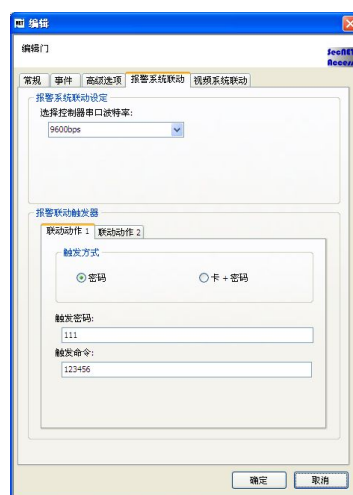 编辑
编辑门
SecNET
Access
常规 事件 高级选项 报警系统联动 视频系统联动
报警系统联动设定
选择控制器串口波特率:
9600bps
报警联动触发器
联动动作 1 联动动作 2
触发方式
密码 卡 + 密码
触发密码:
111
触发命令:
123456
确定 取消